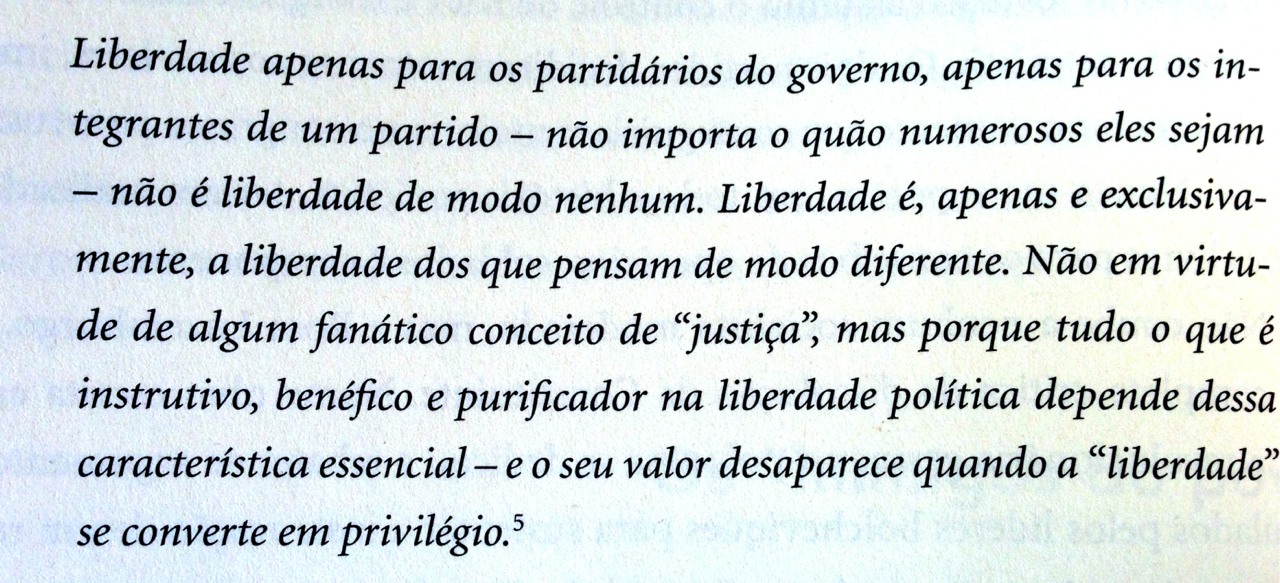 Liberdade apenas para os partidários do governo, apenas para os in-
tegrantes de um partido – não importa o quão numerosos eles sejam
– não é liberdade de modo nenhum. Liberdade é, apenas e exclusiva-
mente, a liberdade dos que pensam de modo diferente. Não em virtu-
de de algum fanático conceito de “justiça”, mas porque tudo o que é
instrutivo, benéfico e purificador na liberdade política depende dessa
característica essencial – e o seu valor desaparece quando a “liberdade”
se converte em privilégio.⁵